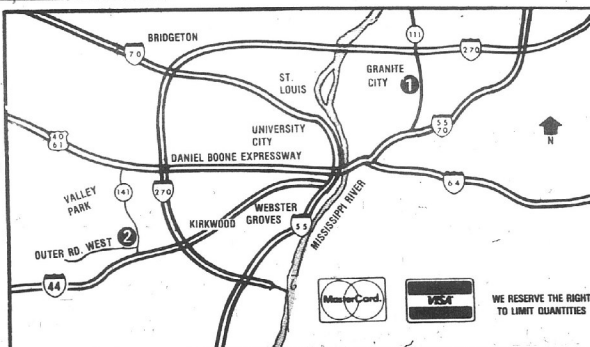 BRIDGETON
70
111
270
GRANITE
CITY
1
ST.
LOUIS
UNIVERSITY
CITY
55
70
N
40
61
DANIEL BOONE EXPRESSWAY
VALLEY
PARK
141
270
64
WEBSTER
GROVES
KIRKWOOD
55
MISSISSIPPI RIVER
OUTER RD. WEST
2
44
MasterCard.
VISA
WE RESERVE THE RIGHT
TO LIMIT QUANTITIES